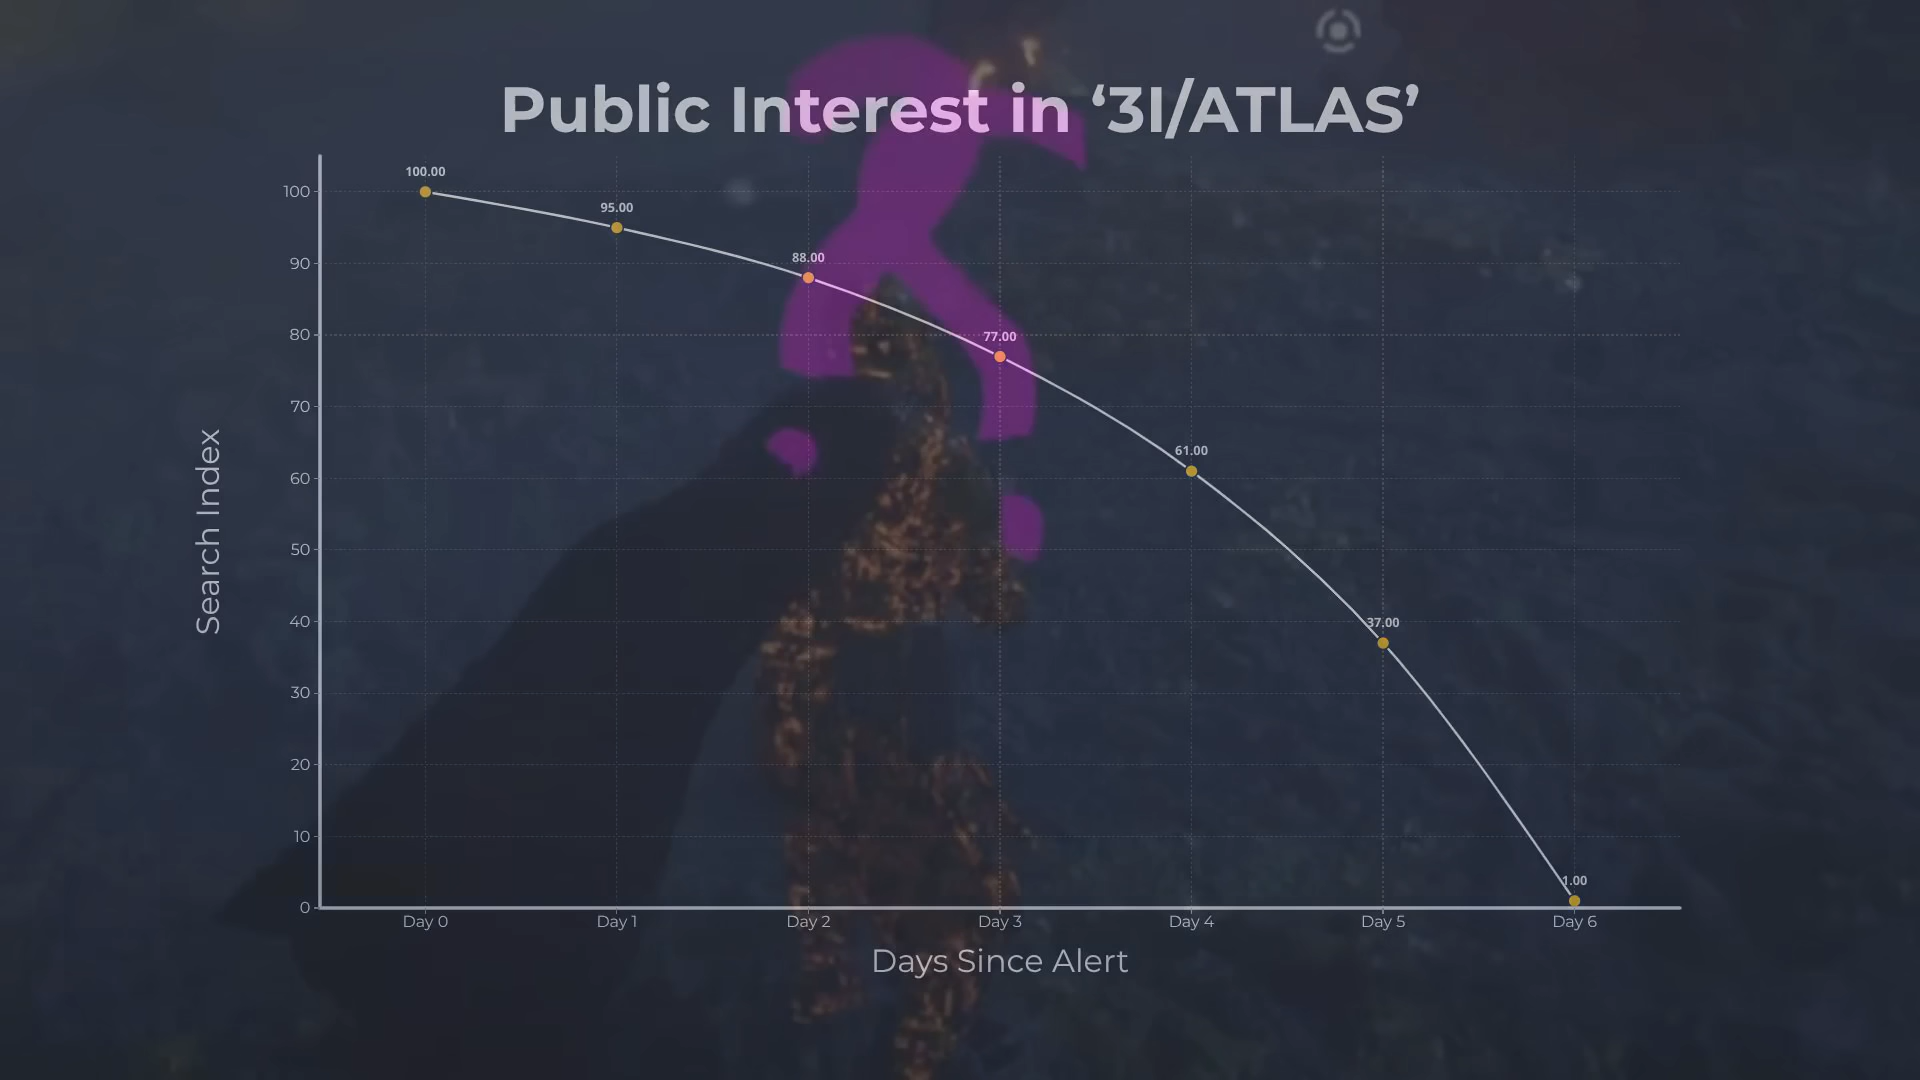 Public Interest in ‘3I/ATLAS’
100.00
95.00
88.00
77.00
61.00
37.00
1.00
100
90
80
70
60
50
40
30
20
10
0
Search Index
Day 0
Day 1
Day 2
Day 3
Day 4
Day 5
Day 6
Days Since Alert